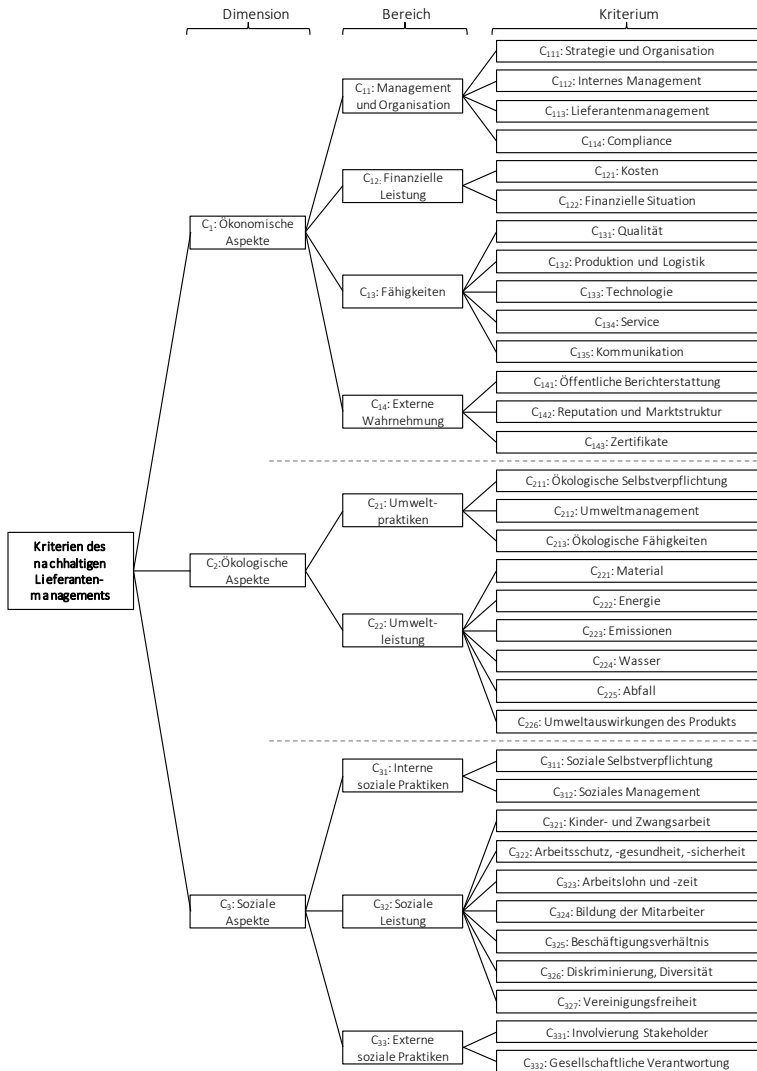 Dimension
Bereich
Kriterium
Kriterien des
nachhaltigen
Lieferanten-
managements
C1: Ökonomische
Aspekte
C11: Management
und Organisation
C111: Strategie und Organisation
C112: Internes Management
C113: Lieferantenmanagement
C114: Compliance
C12: Finanzielle
Leistung
C121: Kosten
C122: Finanzielle Situation
C13: Fähigkeiten
C131: Qualität
C132: Produktion und Logistik
C133: Technologie
C134: Service
C135: Kommunikation
C14: Externe
Wahrnehmung
C141: Öffentliche Berichterstattung
C142: Reputation und Marktstruktur
C143: Zertifikate
C2:Ökologische
Aspekte
C21: Umwelt-
praktiken
C211: Ökologische Selbstverpflichtung
C212: Umweltmanagement
C213: Ökologische Fähigkeiten
C22: Umwelt-
leistung
C221: Material
C222: Energie
C223: Emissionen
C224: Wasser
C225: Abfall
C226: Umweltauswirkungen des Produkts
C3: Soziale
Aspekte
C31: Interne
soziale Praktiken
C311: Soziale Selbstverpflichtung
C312: Soziales Management
C32: Soziale
Leistung
C321: Kinder- und Zwangsarbeit
C322: Arbeitsschutz, -gesundheit, -sicherheit
C323: Arbeitslohn und -zeit
C324: Bildung der Mitarbeiter
C325: Beschäftigungsverhältnis
C326: Diskriminierung, Diversität
C327: Vereinigungsfreiheit
C33: Externe
soziale Praktiken
C331: Involvierung Stakeholder
C332: Gesellschaftliche Verantwortung